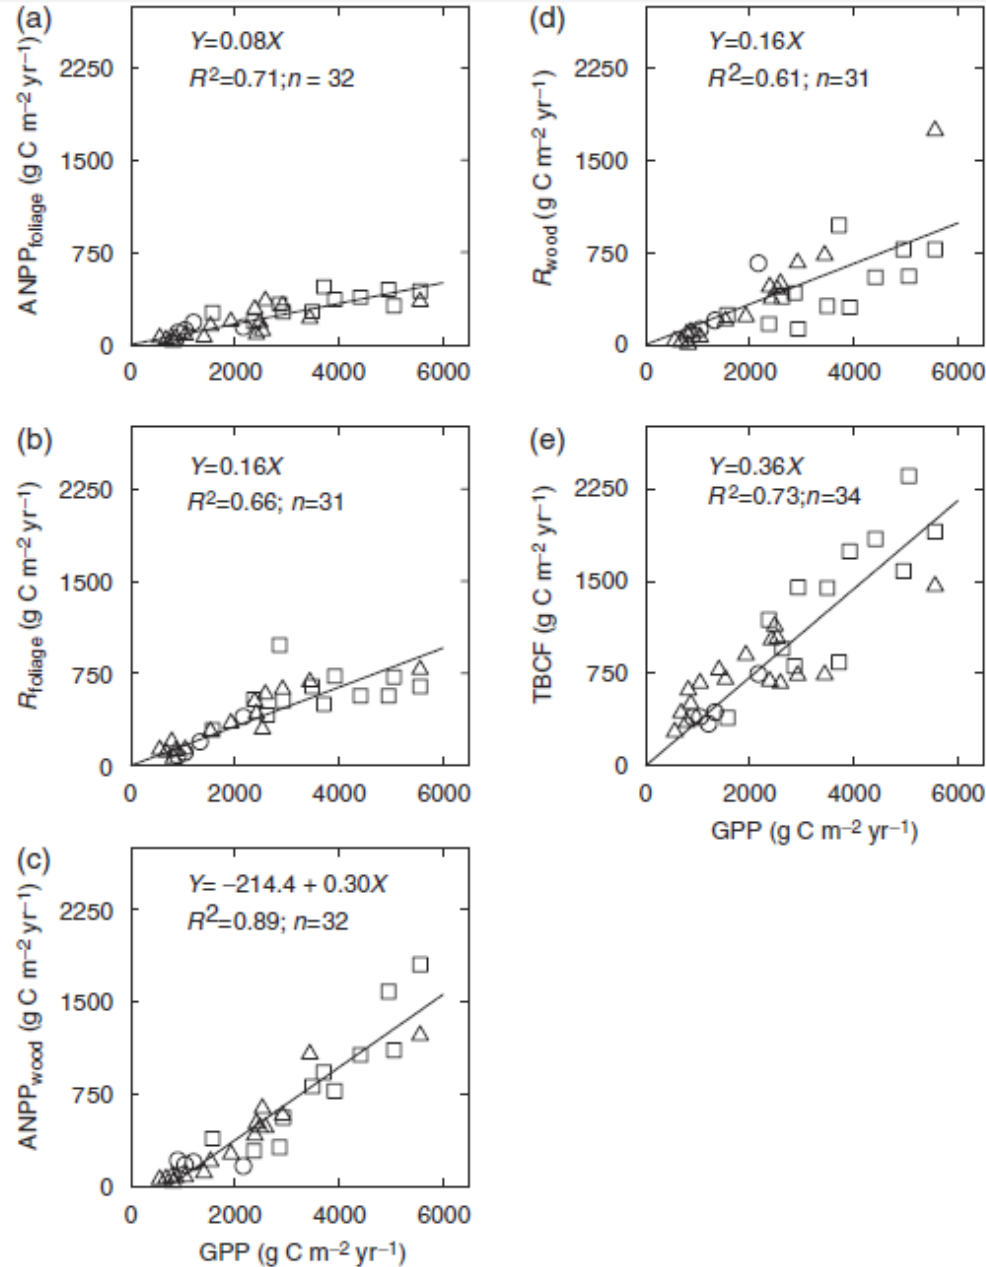 (a)
Y=0.08X
R²=0.71;n = 32
ANPPfoliage (g C m–2 yr–1)
2250
1500
750
0
0 2000 4000 6000
(b)
Y=0.16X
R²=0.66; n=31
Rfoliage (g C m–2 yr–1)
2250
1500
750
0
0 2000 4000 6000
(c)
Y= –214.4 + 0.30X
R²=0.89; n=32
ANPPwood (g C m–2 yr–1)
2250
1500
750
0
0 2000 4000 6000
GPP (g C m–2 yr–1)
(d)
Y=0.16X
R²=0.61; n=31
Rwood (g C m–2 yr–1)
2250
1500
750
0
0 2000 4000 6000
(e)
Y=0.36X
R²=0.73;n=34
TBCF (g C m–2 yr–1)
2250
1500
750
0
0 2000 4000 6000
GPP (g C m–2 yr–1)